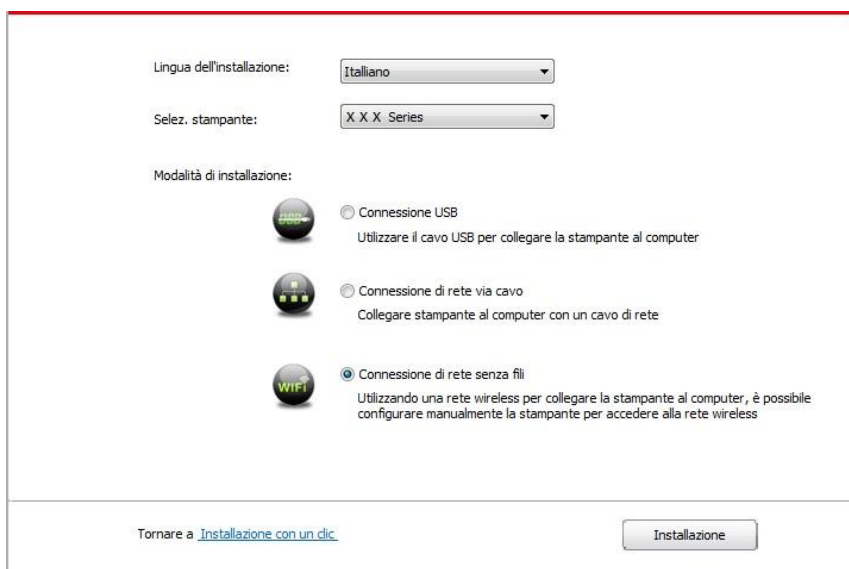 Lingua dell'installazione:
Italliano
Selez. stampante:
X X X Series
Modalità di installazione:
USB
Connessione USB
Utilizzare il cavo USB per collegare la stampante al computer
Connessione di rete via cavo
Collegare stampante al computer con un cavo di rete
WiFi
Connessione di rete senza fili
Utilizzando una rete wireless per collegare la stampante al computer, è possibile
configurare manualmente la stampante per accedere alla rete wireless
Tornare a Installazione con un clic
Installazione